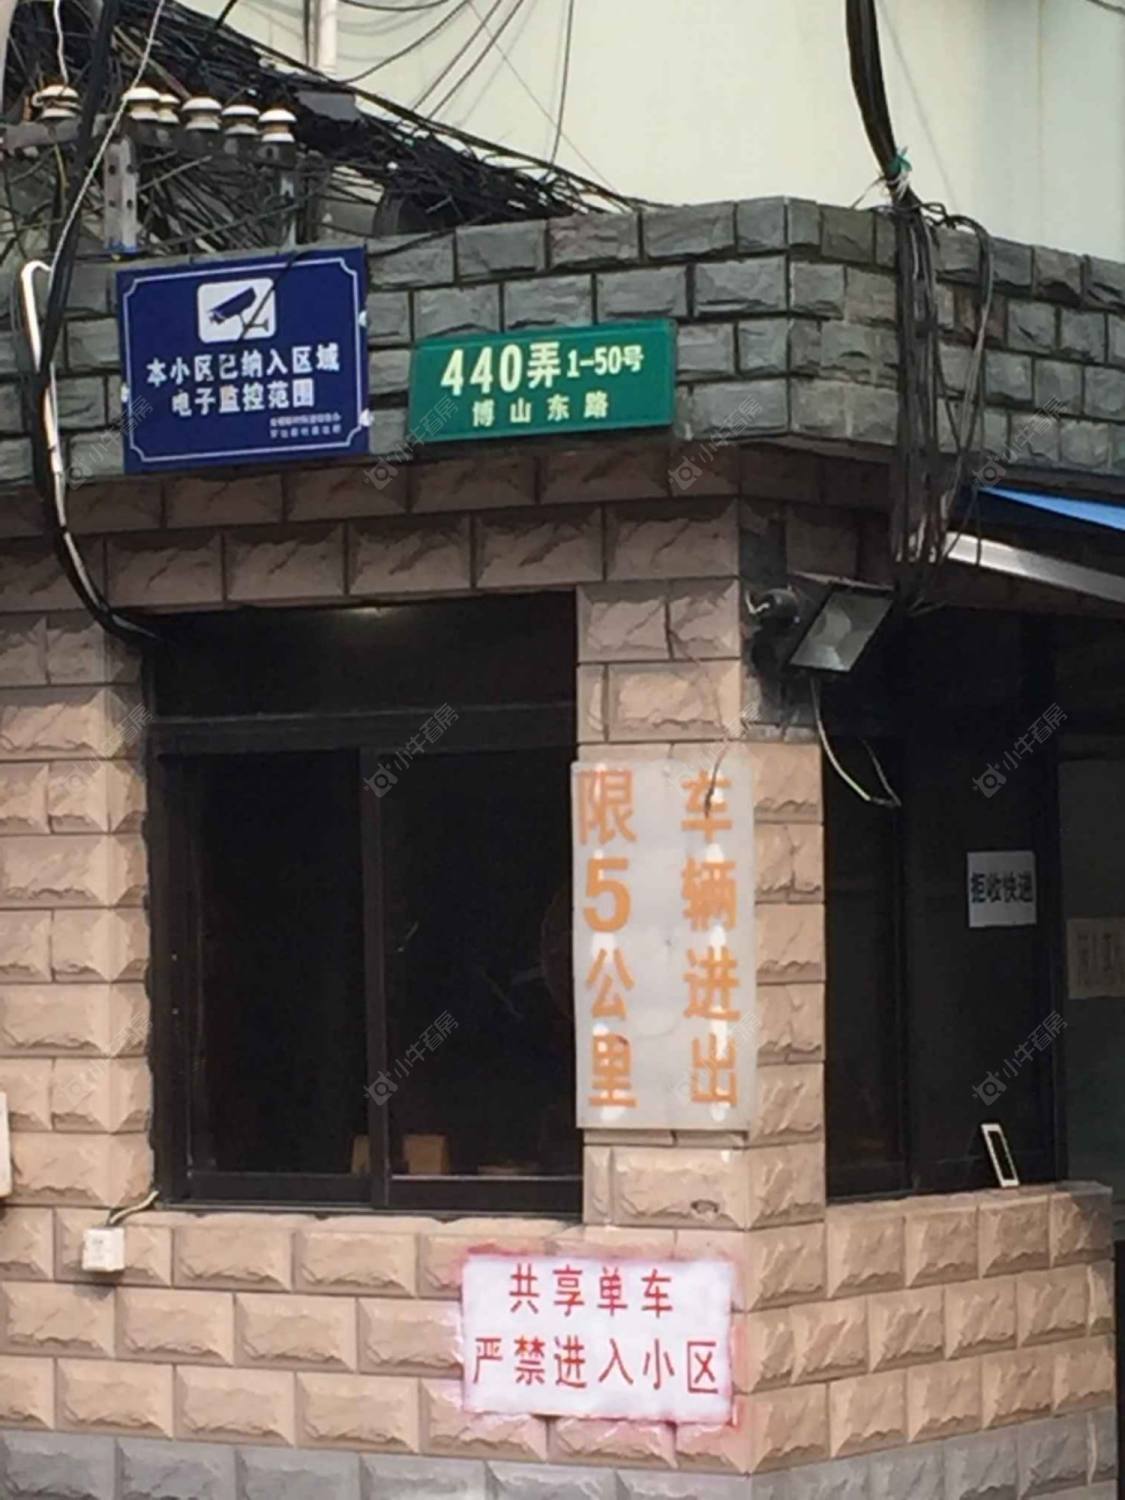 本小区已纳入区域
电子监控范围
440弄1-50号
博山东路
车辆进出
限5公里
拒收快递
共享单车
严禁进入小区
小牛看房